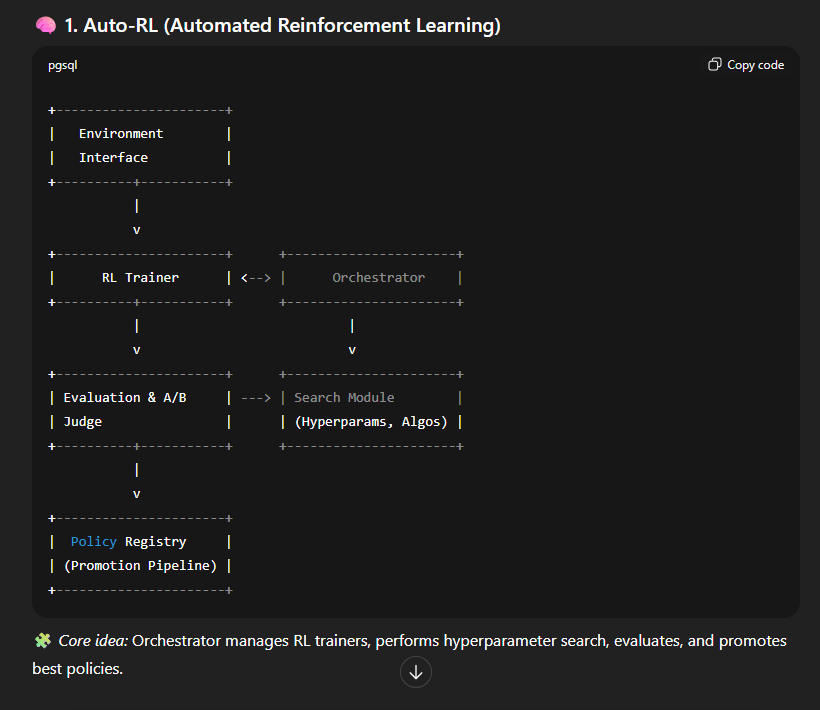 🧠 1. Auto-RL (Automated Reinforcement Learning)
pgsql
Copy code
+----------------------+
|   Environment        |
|   Interface          |
+----------+-----------+
           |
           v
+----------------------+      +----------------------+
|      RL Trainer      | <--> |      Orchestrator    |
+----------+-----------+      +----------------------+
           |                           |
           v                           v
+----------------------+      +----------------------+
| Evaluation & A/B     | ---> | Search Module        |
| Judge                |      | (Hyperparams, Algos) |
+----------+-----------+      +----------------------+
           |
           v
+----------------------+
|  Policy Registry     |
| (Promotion Pipeline) |
+----------------------+
🧩 Core idea: Orchestrator manages RL trainers, performs hyperparameter search, evaluates, and promotes
best policies.